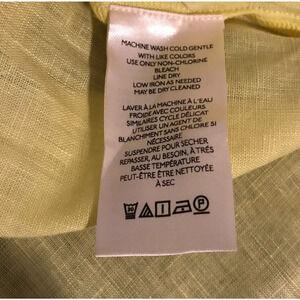 MACHINE WASH COLD GENTLE
WITH LIKE COLORS
USE ONLY NON-CHLORINE
BLEACH
LINE DRY
LOW IRON AS NEEDED
MAY BE DRY CLEANED
LAVER À LA MACHINE À L'EAU
FROIDE AVEC COULEURS
SIMILAIRES CYCLE DÉLICAT
UTILISER UN AGENT DE
BLANCHIMENT SANS CHLORE SI
NÉCESSAIRE
SUSPENDRE POUR SÉCHER
REPASSER, AU BESOIN, À TRÈS
BASSE TEMPÉRATURE
PEUT-ÊTRE ÊTRE NETTOYÉ
À SEC